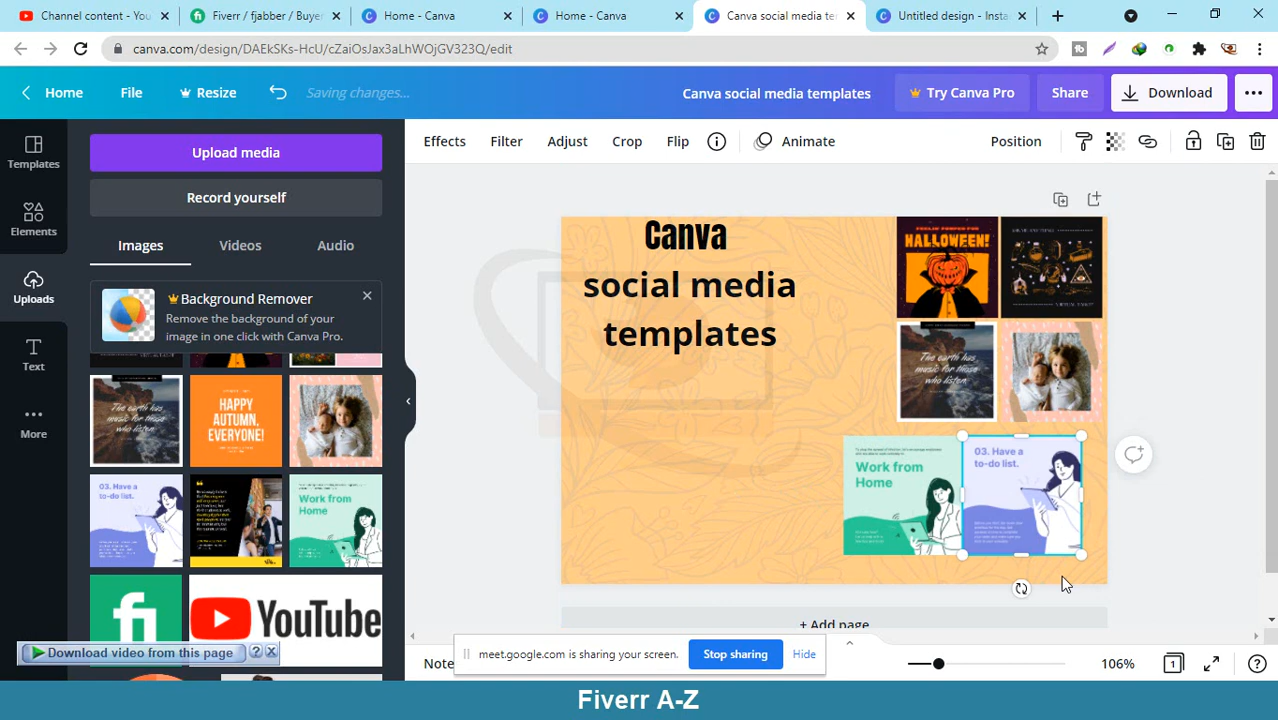 Channel content - You
Fiverr / fjabber / Buyer
Home - Canva
Home - Canva
Canva social media te
Untitled design - Insta
canva.com/design/DAEkSKs-HcU/cZaiOsJax3aLhWOjGV323Q/edit
Home
File
Resize
Saving changes...
Canva social media templates
Try Canva Pro
Share
Download
Templates
Elements
Uploads
Text
More
Upload media
Record yourself
Images
Videos
Audio
Background Remover
Remove the background of your
image in one click with Canva Pro.
Effects
Filter
Adjust
Crop
Flip
Animate
Position
Canva
social media
templates
HALLOWEEN!
The earth has
music for those
who listen.
Work from
Home
03. Have a
to-do list.
The earth has
music for those
who listen.
HAPPY
AUTUMN,
EVERYONE!
03. Have a
to-do list.
Work from
Home
fi
YouTube
Download video from this page
?
+ Add page
meet.google.com is sharing your screen.
Stop sharing
Hide
Note
106%
1
?
Fiverr A-Z